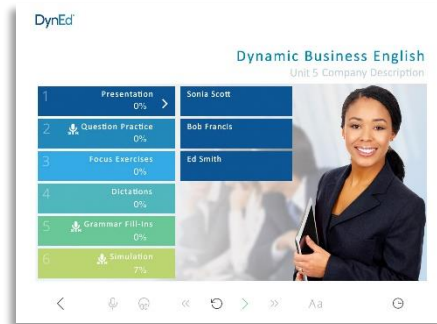 DynEd
Dynamic Business English
Unit 5 Company Description
1 Presentation
0%
2 Question Practice
0%
3 Focus Exercises
0%
4 Dictations
0%
5 Grammar Fill-Ins
0%
6 Simulation
7%
Sonia Scott
Bob Francis
Ed Smith
Aa